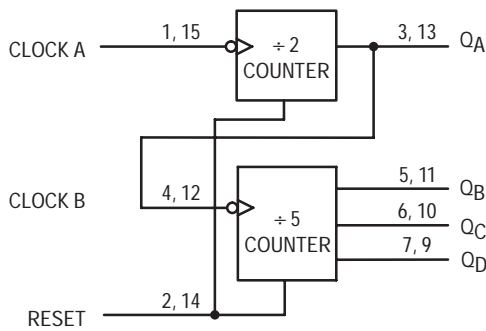 CLOCK A
1, 15
÷ 2
COUNTER
3, 13
QA
CLOCK B
4, 12
÷ 5
COUNTER
5, 11
QB
6, 10
QC
7, 9
QD
RESET
2, 14